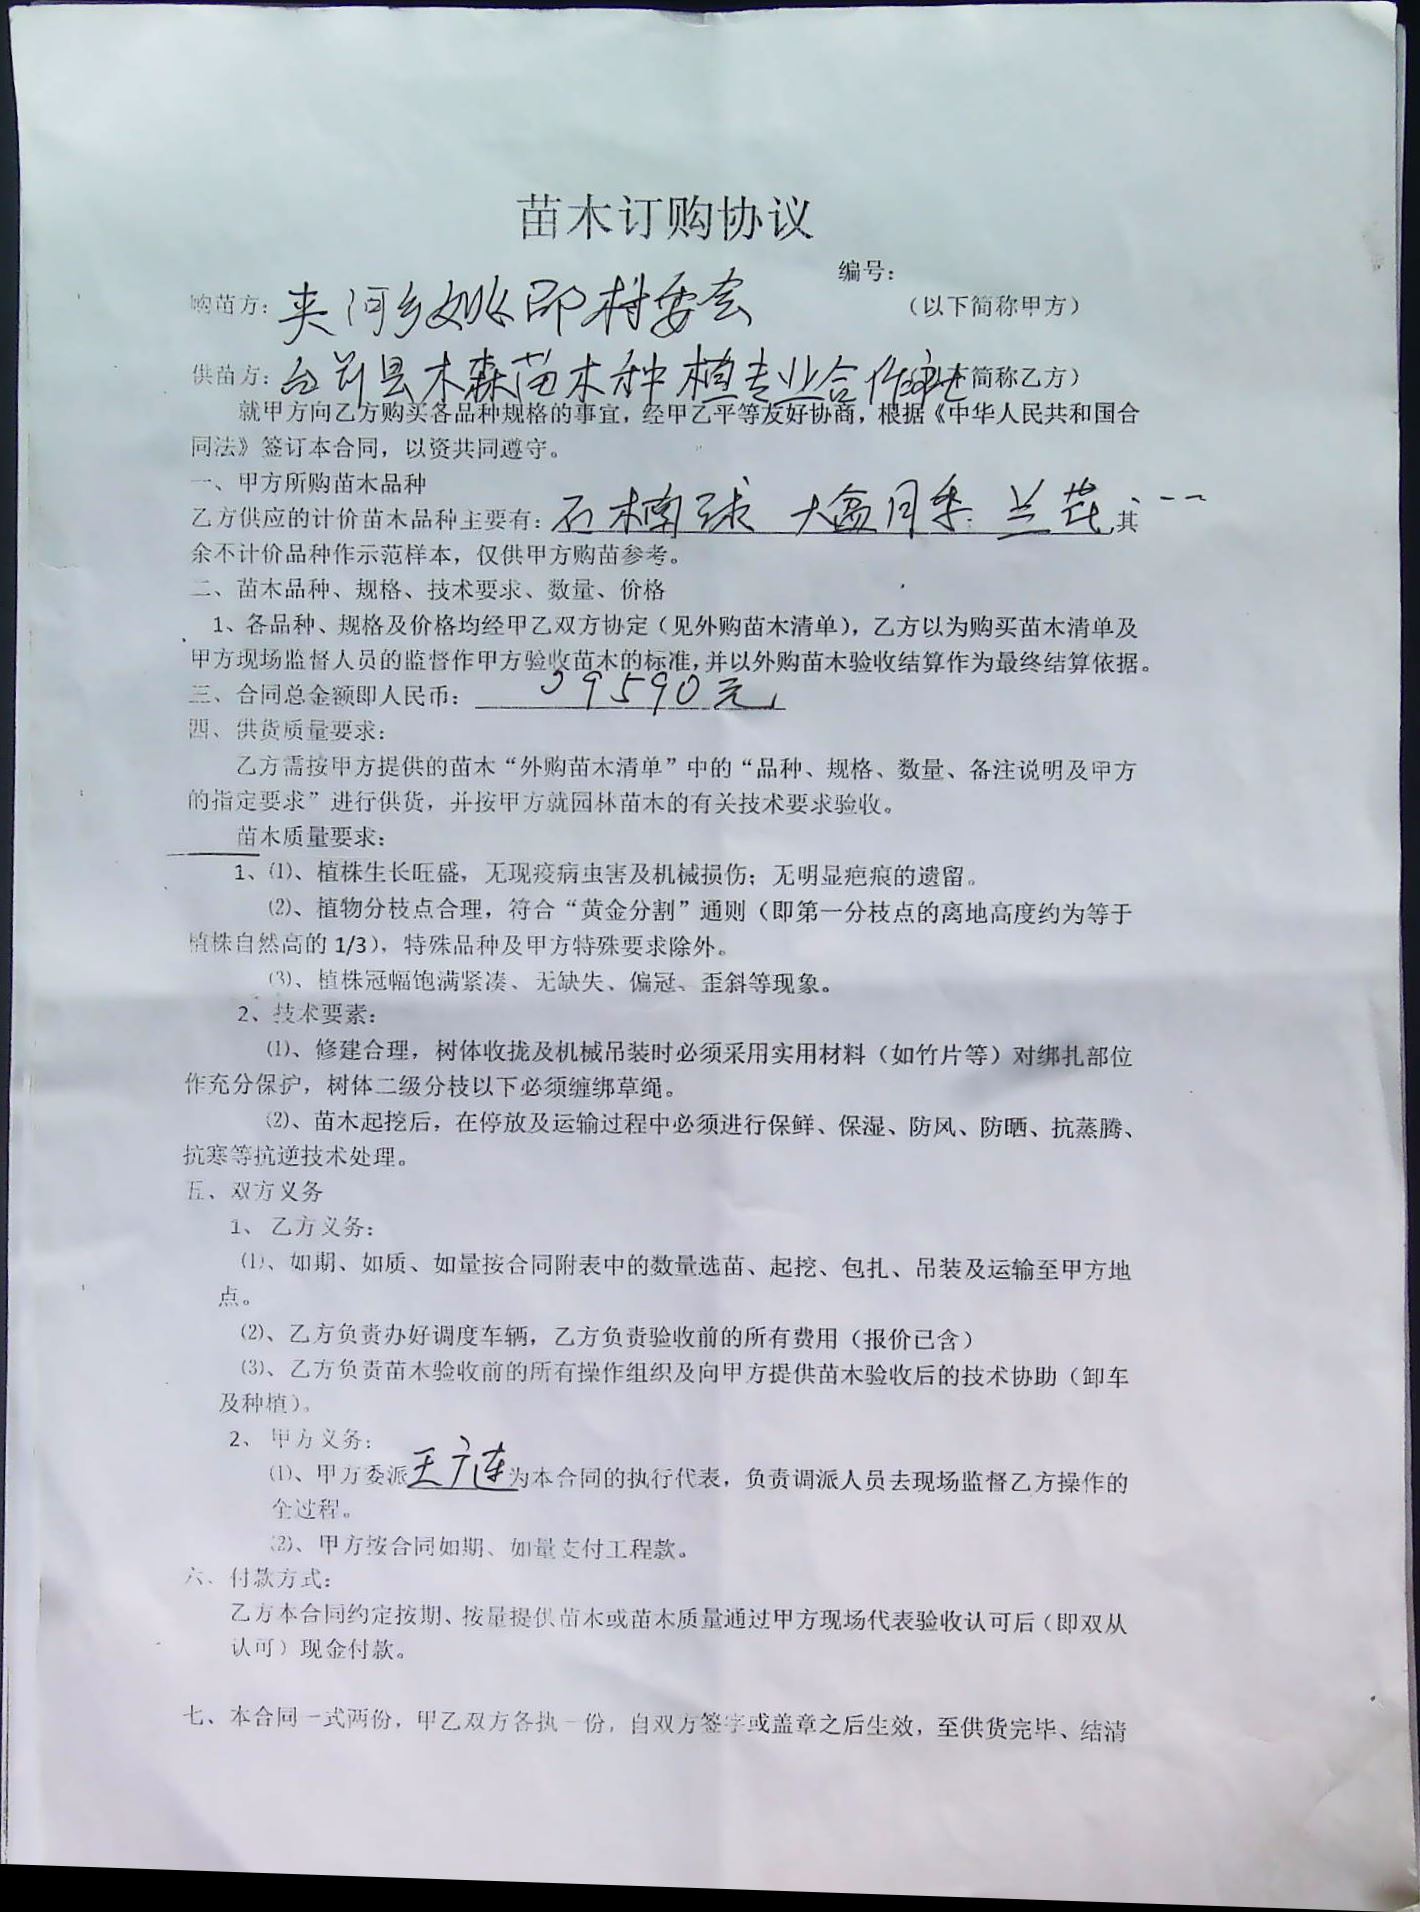 苗木订购协议
编号：
购苗方：夹河乡姚邵村委会（以下简称甲方）
供苗方：台前县木森苗木种植专业合作社下简称乙方）
就甲方向乙方购买各品种规格的事宜，经甲乙平等友好协商，根据《中华人民共和国合
同法》签订本合同，以资共同遵守。
一、甲方所购苗木品种
乙方供应的计价苗木品种主要有：石楠球 大盆月季 兰花、其
余不计价品种作示范样本，仅供甲方购苗参考。
二、苗木品种、规格、技术要求、数量、价格
1、各品种、规格及价格均经甲乙双方协定（见外购苗木清单），乙方以为购买苗木清单及
甲方现场监督人员的监督作甲方验收苗木的标准，并以外购苗木验收结算作为最终结算依据。
三、合同总金额即人民币：39590元
四、供货质量要求：
乙方需按甲方提供的苗木“外购苗木清单”中的“品种、规格、数量、备注说明及甲方
的指定要求”进行供货，并按甲方就园林苗木的有关技术要求验收。
苗木质量要求：
1、⑴、植株生长旺盛，无现疫病虫害及机械损伤；无明显疤痕的遗留。
⑵、植物分枝点合理，符合“黄金分割”通则（即第一分枝点的离地高度约为等于
植株自然高的 1/3），特殊品种及甲方特殊要求除外。
⑶、植株冠幅饱满紧凑、无缺失、偏冠、歪斜等现象。
2、技术要素：
⑴、修建合理，树体收拢及机械吊装时必须采用实用材料（如竹片等）对绑扎部位
作充分保护，树体二级分枝以下必须缠绑草绳。
⑵、苗木起挖后，在停放及运输过程中必须进行保鲜、保湿、防风、防晒、抗蒸腾、
抗寒等抗逆技术处理。
五、双方义务
1、 乙方义务：
⑴、如期、如质、如量按合同附表中的数量选苗、起挖、包扎、吊装及运输至甲方地
点。
⑵、乙方负责办好调度车辆，乙方负责验收前的所有费用（报价已含）
⑶、乙方负责苗木验收前的所有操作组织及向甲方提供苗木验收后的技术协助（卸车
及种植）。
2、 甲方义务：
⑴、甲方委派王广连为本合同的执行代表，负责调派人员去现场监督乙方操作的
全过程。
⑵、甲方按合同如期、如量支付工程款。
六、付款方式：
乙方本合同约定按期、按量提供苗木或苗木质量通过甲方现场代表验收认可后（即双从
认可）现金付款。
七、本合同一式两份，甲乙双方各执一份，自双方签字或盖章之后生效，至供货完毕、结清